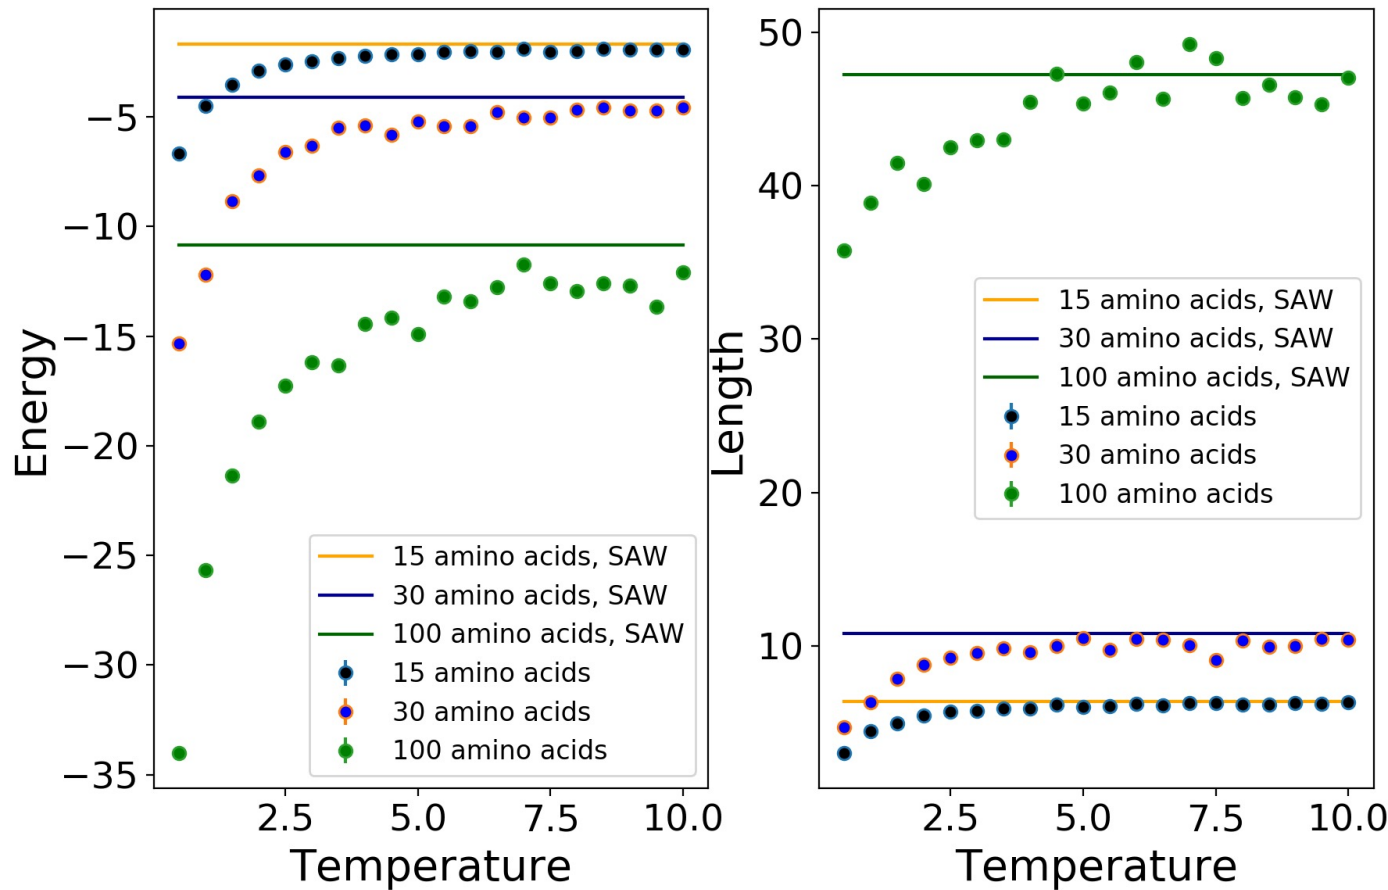 Energy
−5
−10
−15
−20
−25
−30
−35
2.5
5.0
7.5
10.0
Temperature
15 amino acids, SAW
30 amino acids, SAW
100 amino acids, SAW
15 amino acids
30 amino acids
100 amino acids
Length
50
40
30
20
10
2.5
5.0
7.5
10.0
Temperature
15 amino acids, SAW
30 amino acids, SAW
100 amino acids, SAW
15 amino acids
30 amino acids
100 amino acids